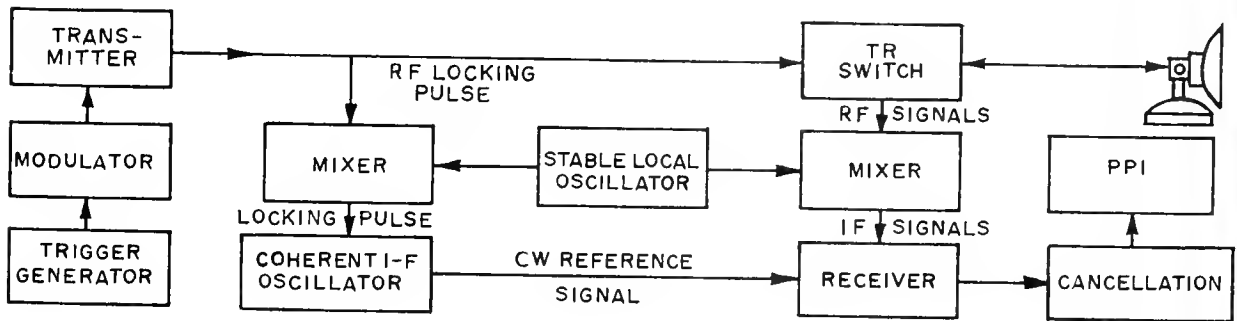 TRANS-
MITTER
RF LOCKING
PULSE
TR
SWITCH
RF SIGNALS
MODULATOR
MIXER
STABLE LOCAL
OSCILLATOR
MIXER
PPI
LOCKING PULSE
IF SIGNALS
TRIGGER
GENERATOR
COHERENT I-F
OSCILLATOR
CW REFERENCE
SIGNAL
RECEIVER
CANCELLATION